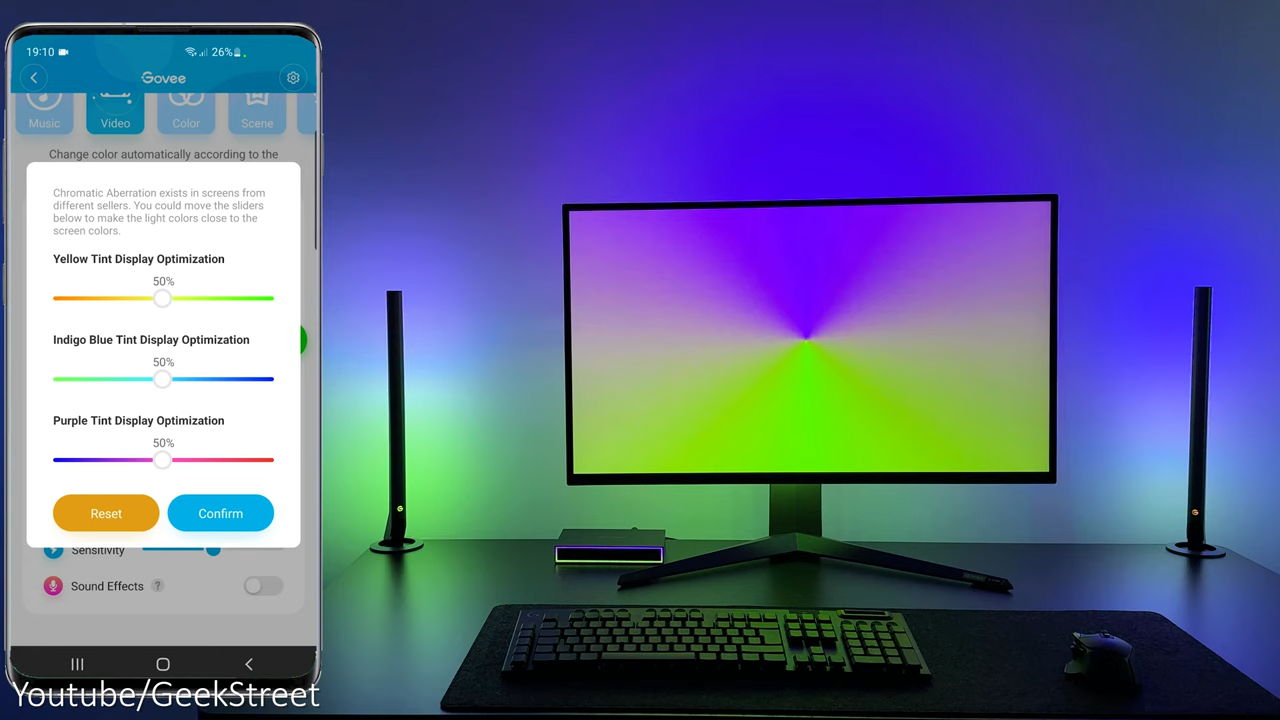 19:10
26%
Govee
Music
Video
Color
Scene
Change color automatically according to the
Chromatic Aberration exists in screens from
different sellers. You could move the sliders
below to make the light colors close to the
screen colors.
Yellow Tint Display Optimization
50%
Indigo Blue Tint Display Optimization
50%
Purple Tint Display Optimization
50%
Reset
Confirm
Sensitivity
Sound Effects ?
Youtube/GeekStreet